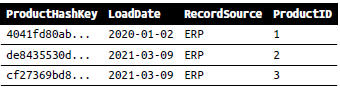 ProductHashKey LoadDate RecordSource ProductID
4041fd80ab... 2020-01-02 ERP 1
de8435530d... 2021-03-09 ERP 2
cf27369bd8... 2021-03-09 ERP 3